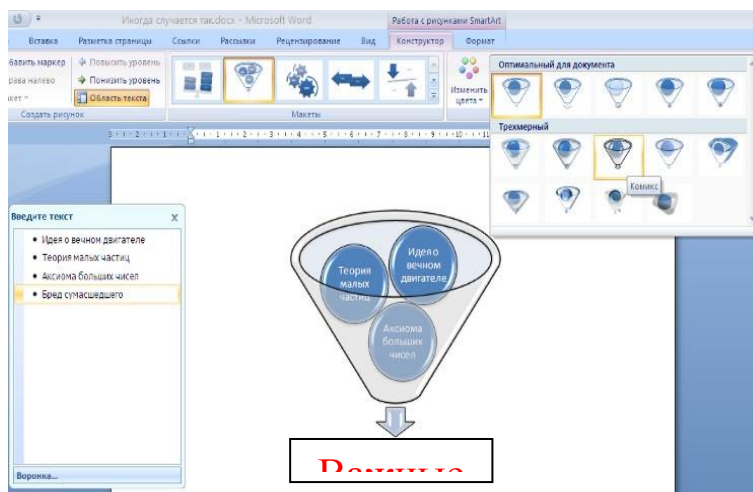 Иногда случается так.docx - Microsoft Word
Работа с рисунками SmartArt
Вставка Разметка страницы Ссылки Рассылки Рецензирование Вид Конструктор Формат
маркер
Повысить уровень
налево
Понизить уровень
Область текста
Создать рисунок
Макеты
Изменить
цвета
Оптимальный для документа
Трехмерный
Комикс
Введите текст X
• Идея о вечном двигателе
• Теория малых частиц
• Аксиома больших чисел
• Бред сумасшедшего
Воронка...
Теория
малых
частиц
Идея о
вечном
двигателе
Аксиома
больших
чисел